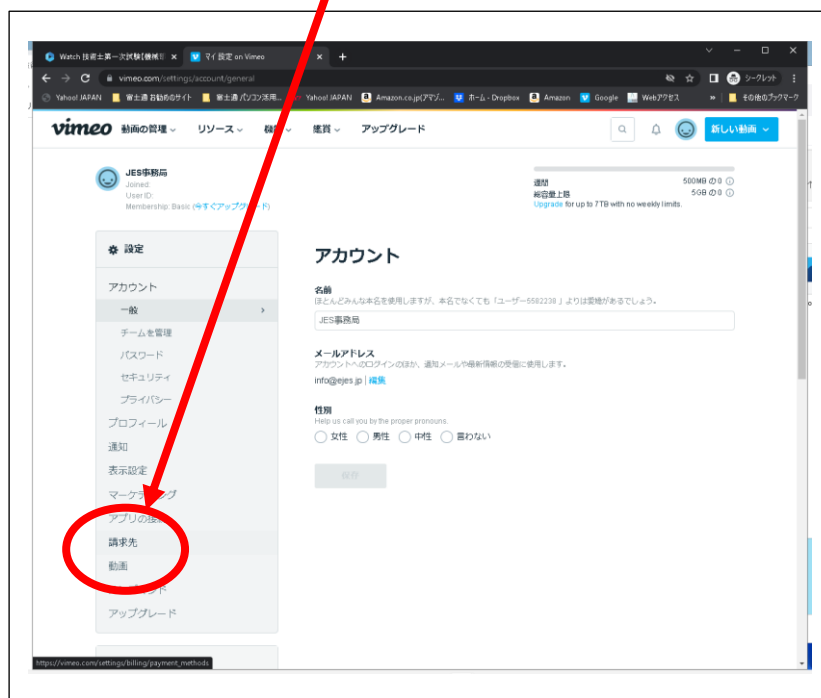 Watch 技術士第一次試験【機械部
マイ設定 on Vimeo
vimeo.com/settings/account/general
シークレット
Yahoo! JAPAN
富士通 お勧めのサイト
富士通 パソコン活用...
Yahoo! JAPAN
Amazon.co.jp(アマゾ...
ホーム - Dropbox
Amazon
Google
Webアクセス
»
その他のブックマーク
vimeo
動画の管理
リソース
鑑賞
アップグレード
新しい動画
JES事務局
Joined:
User ID:
Membership: Basic (今すぐアップグレード)
週間
500MB の 0
総容量上限
5GB の 0
Upgrade for up to 7TB with no weekly limits.
設定
アカウント
一般
チームを管理
パスワード
セキュリティ
プライバシー
プロフィール
通知
表示設定
マーケティング
アプリの接続
請求先
動画
アップグレード
アカウント
名前
ほとんどみんな本名を使用しますが、本名でなくても「ユーザー5582238 」よりは愛嬌があるでしょう。
JES事務局
メールアドレス
アカウントへのログインのほか、通知メールや最新情報の受信に使用します。
info@ejes.jp | 編集
性別
Help us call you by the proper pronouns.
女性 男性 中性 言わない
保存
https://vimeo.com/settings/billing/payment_methods